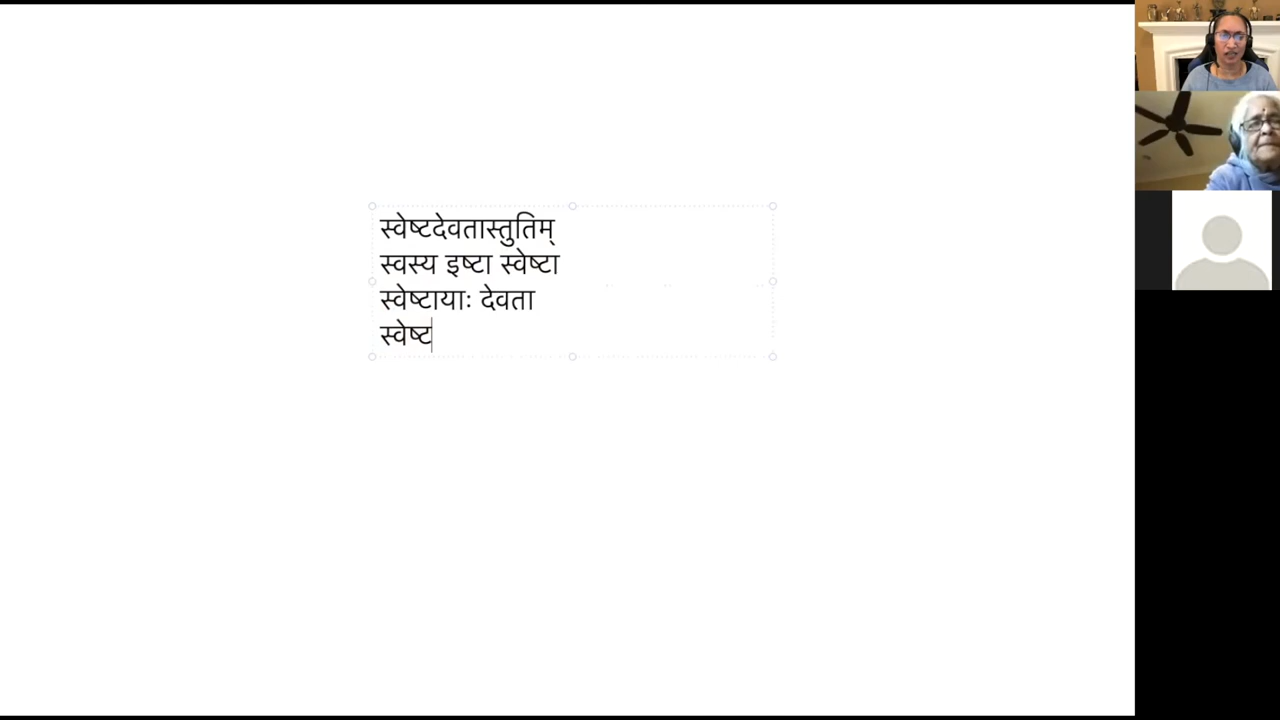 स्वेष्टदेवतास्तुतिम्
स्वस्य इष्टा स्वेष्टा
स्वेष्टायाः देवता
स्वेष्ट